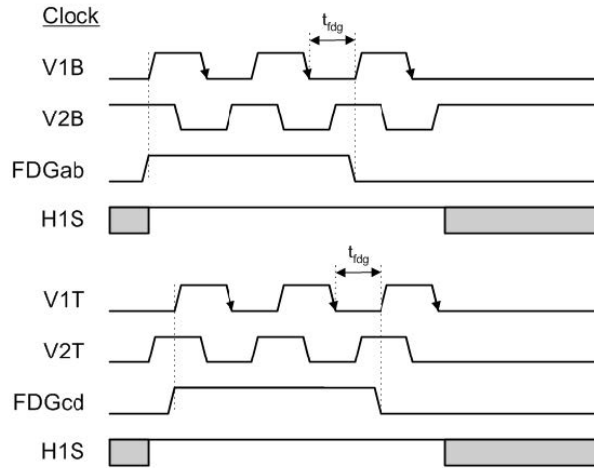 Clock
t_fdg
V1B
V2B
FDGab
H1S
t_fdg
V1T
V2T
FDGcd
H1S